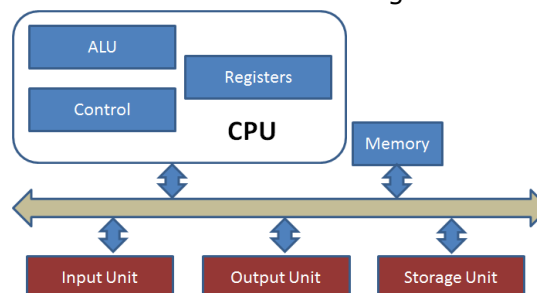 ALU
Registers
Control
CPU
Memory
Input Unit
Output Unit
Storage Unit